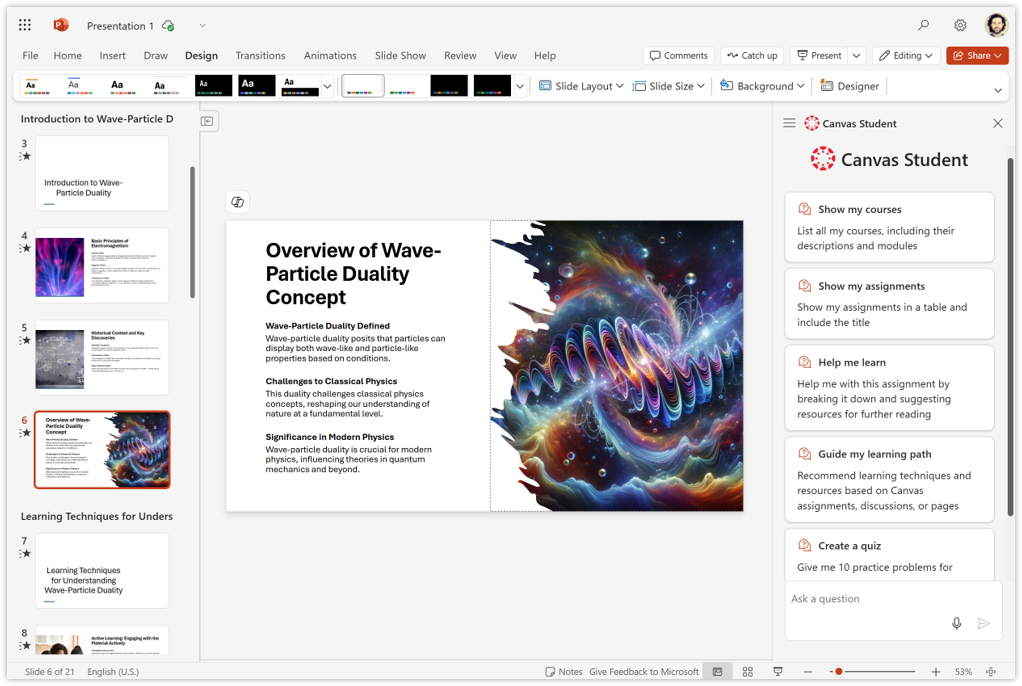 Presentation 1
File Home Insert Draw Design Transitions Animations Slide Show Review View Help
Comments Catch up Present Editing Share
Aa Aa Aa Aa Aa Aa Aa
Slide Layout Slide Size Background Designer
Introduction to Wave-Particle D
3
Introduction to Wave-
Particle Duality
4
Basic Principles of
Electromagnetism
5
Historical Context and Key
Discoveries
6
Overview of Wave-
Particle Duality
Concept
Wave-Particle Duality Defined
Challenges to Classical Physics
Significance in Modern Physics
Learning Techniques for Unders
7
Learning Techniques
for Understanding
Wave-Particle Duality
8
Active Learning: Engaging with the
Material Actively
Overview of Wave-
Particle Duality
Concept
Wave-Particle Duality Defined
Wave-particle duality posits that particles can
display both wave-like and particle-like
properties based on conditions.
Challenges to Classical Physics
This duality challenges classical physics
concepts, reshaping our understanding of
nature at a fundamental level.
Significance in Modern Physics
Wave-particle duality is crucial for modern
physics, influencing theories in quantum
mechanics and beyond.
Canvas Student
Canvas Student
Show my courses
List all my courses, including their
descriptions and modules
Show my assignments
Show my assignments in a table and
include the title
Help me learn
Help me with this assignment by
breaking it down and suggesting
resources for further reading
Guide my learning path
Recommend learning techniques and
resources based on Canvas
assignments, discussions, or pages
Create a quiz
Give me 10 practice problems for
Ask a question
Slide 6 of 21 English (U.S.) Notes Give Feedback to Microsoft 53%